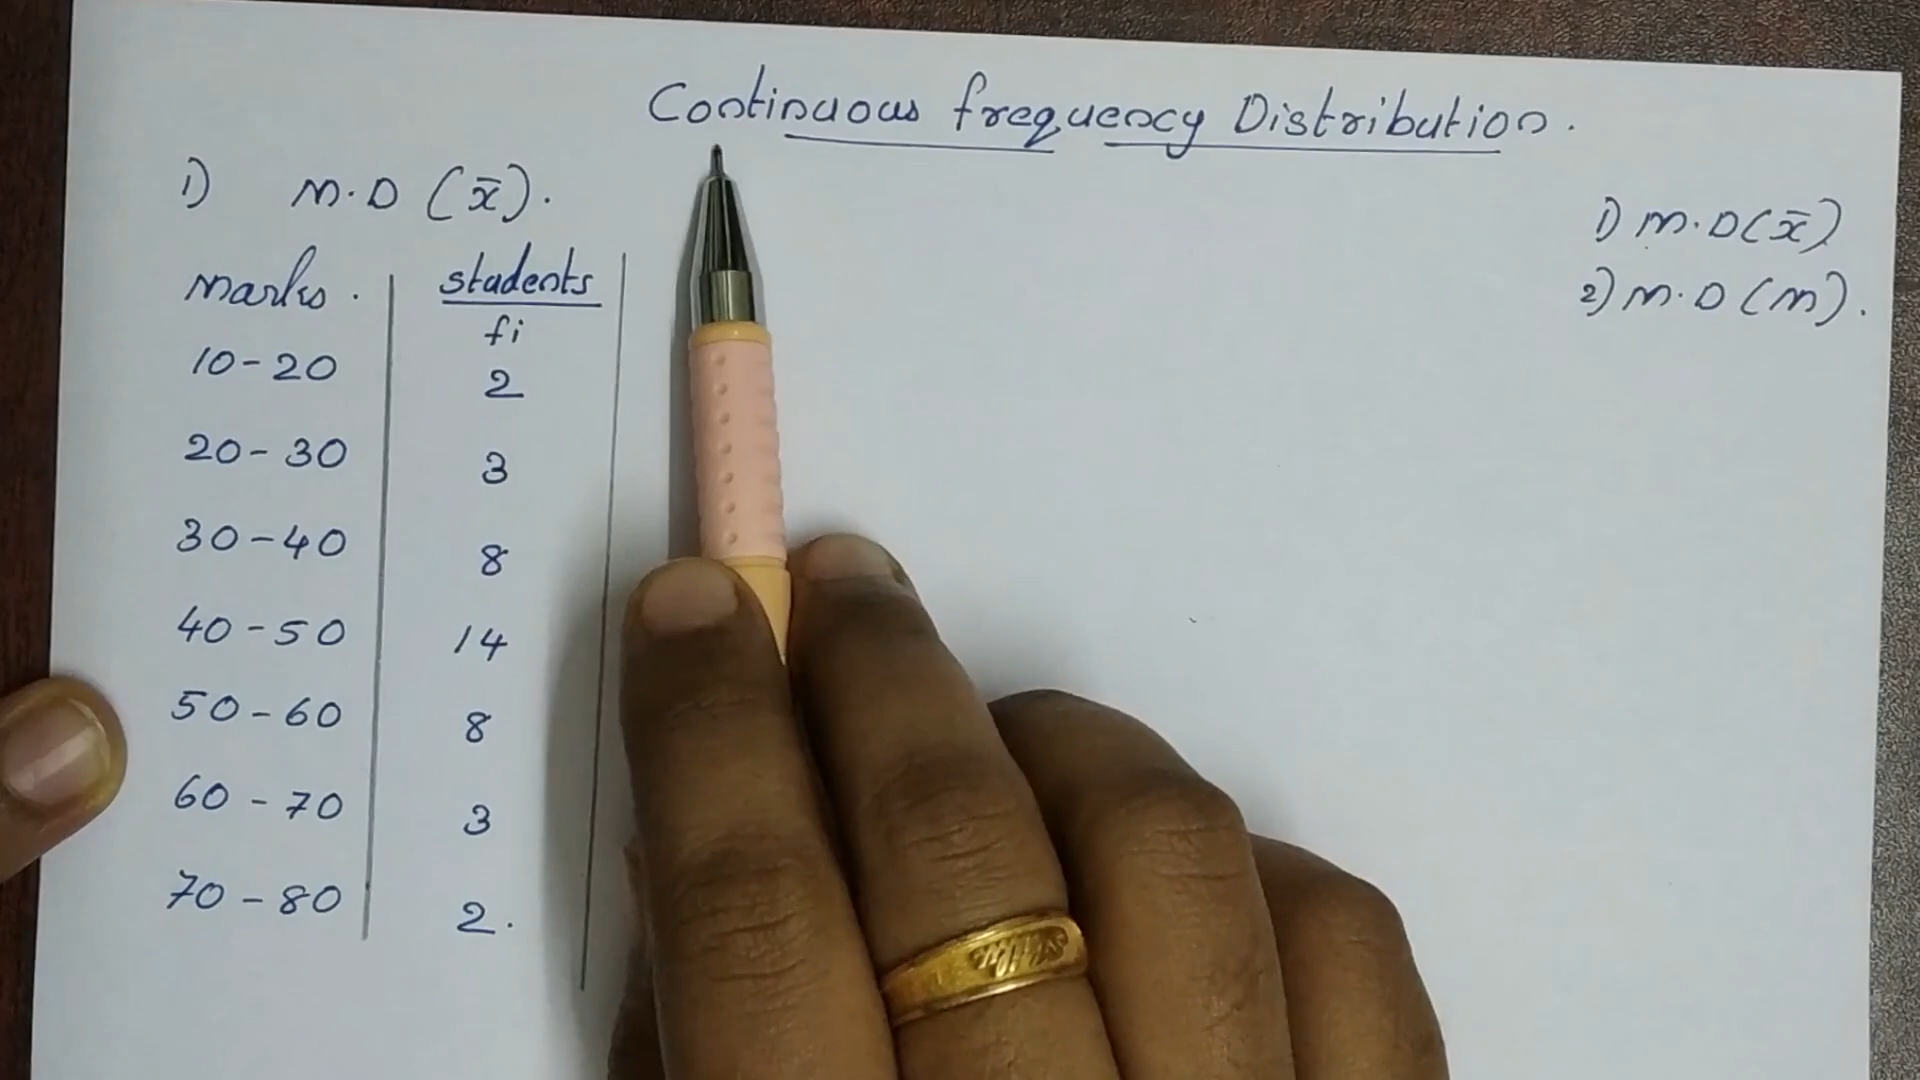 Continuous frequency Distribution.
1) M.D (x̄).
1) M.D (x̄)
2) M.D (M).
Marks. students
fi
10-20 2
20-30 3
30-40 8
40-50 14
50-60 8
60-70 3
70-80 2.